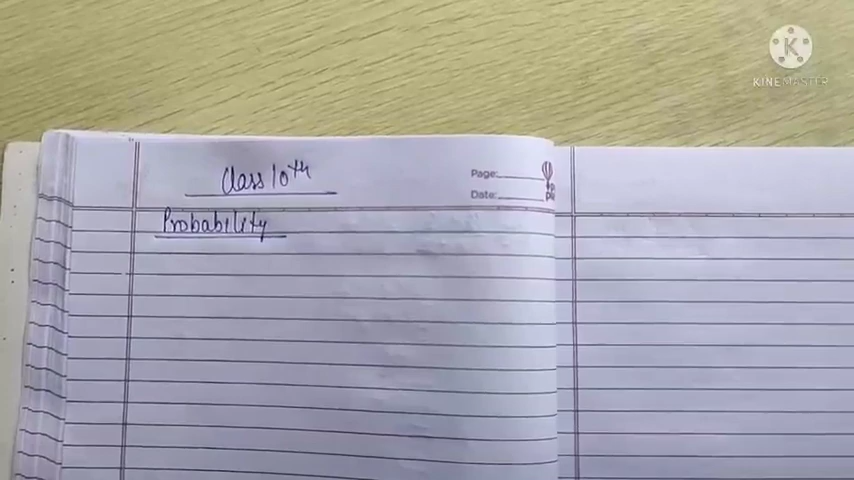 KINEMASTER
Class 10th
Page:
Date:
Probability